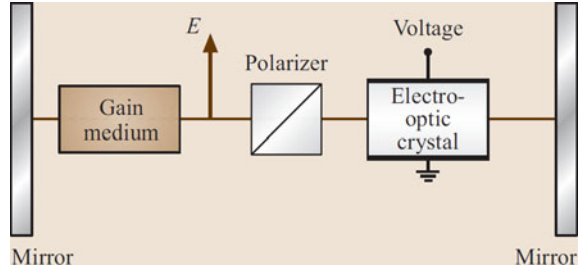 E
Voltage
Polarizer
Gain
medium
Electro-
optic
crystal
Mirror
Mirror